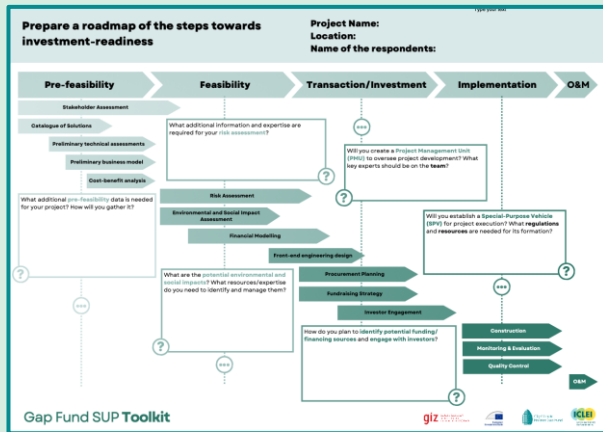 Type your text
Prepare a roadmap of the steps towards
investment-readiness
Project Name:
Location:
Name of the respondents:
Pre-feasibility
Feasibility
Transaction/Investment
Implementation
O&M
Stakeholder Assessment
Catalogue of Solutions
Preliminary technical assessments
Preliminary business model
Cost-benefit analysis
What additional pre-feasibility data is needed
for your project? How will you gather it?
?
What additional information and expertise are
required for your risk assessment?
?
Risk Assessment
Environmental and Social Impact
Assessment
Financial Modelling
Front-end engineering design
What are the potential environmental and
social impacts? What resources/expertise
do you need to identify and manage them?
?
Will you create a Project Management Unit
(PMU) to oversee project development? What
key experts should be on the team?
?
Procurement Planning
Fundraising Strategy
Investor Engagement
How do you plan to identify potential funding/
financing sources and engage with investors?
?
Will you establish a Special-Purpose Vehicle
(SPV) for project execution? What regulations
and resources are needed for its formation?
?
Construction
Monitoring & Evaluation
Quality Control
O&M
Gap Fund SUP Toolkit
giz
ICLEI